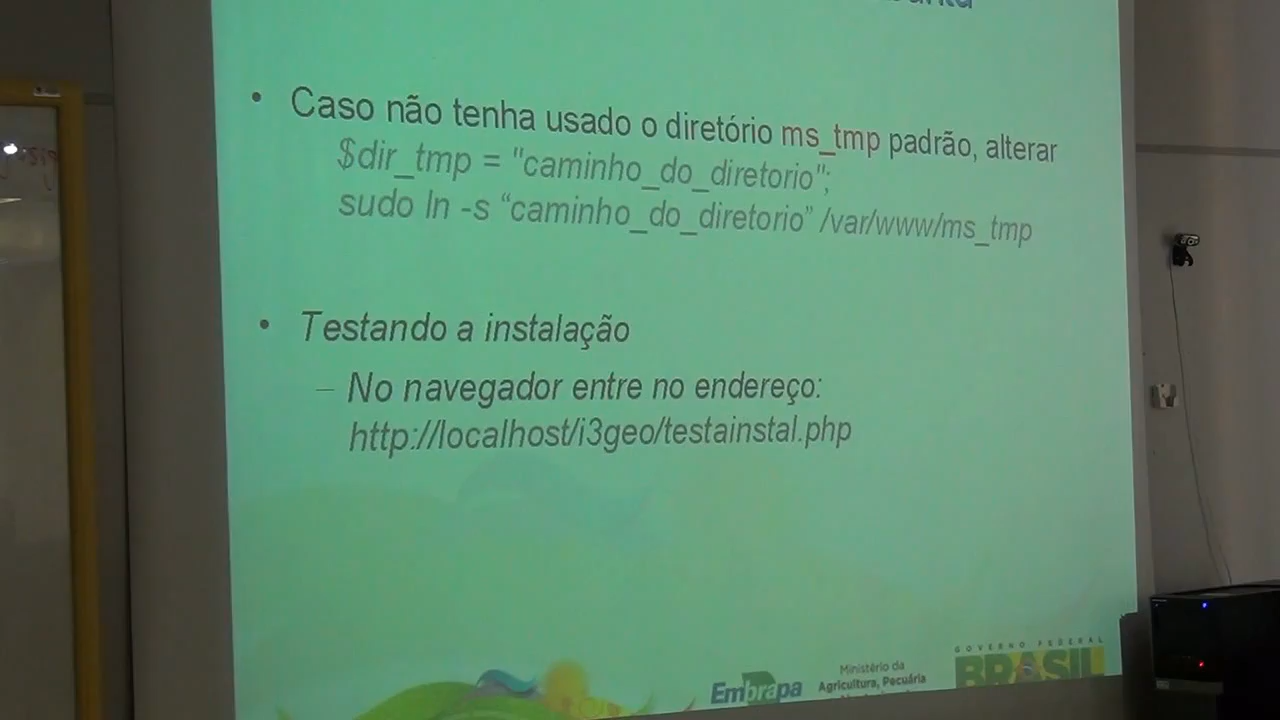 • Caso não tenha usado o diretório ms_tmp padrão, alterar
$dir_tmp = "caminho_do_diretorio";
sudo ln -s “caminho_do_diretorio” /var/www/ms_tmp
• Testando a instalação
– No navegador entre no endereço:
http://localhost/i3geo/testainstal.php
GOVERNO FEDERAL
BRASIL
Embrapa
Ministério da
Agricultura, Pecuária